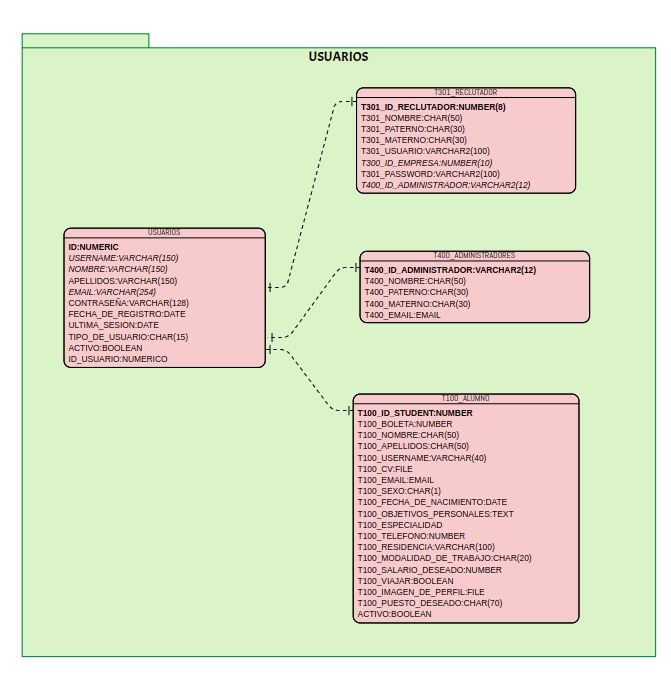 USUARIOS
T301_RECLUTADOR
T301_ID_RECLUTADOR:NUMBER(8)
T301_NOMBRE:CHAR(50)
T301_PATERNO:CHAR(30)
T301_MATERNO:CHAR(30)
T301_USUARIO:VARCHAR2(100)
T300_ID_EMPRESA:NUMBER(10)
T301_PASSWORD:VARCHAR2(100)
T400_ID_ADMINISTRADOR:VARCHAR2(12)
USUARIOS
ID:NUMERIC
USERNAME:VARCHAR(150)
NOMBRE:VARCHAR(150)
APELLIDOS:VARCHAR(150)
EMAIL:VARCHAR(254)
CONTRASEÑA:VARCHAR(128)
FECHA_DE_REGISTRO:DATE
ULTIMA_SESION:DATE
TIPO_DE_USUARIO:CHAR(15)
ACTIVO:BOOLEAN
ID_USUARIO:NUMERICO
T400_ADMINISTRADORES
T400_ID_ADMINISTRADOR:VARCHAR2(12)
T400_NOMBRE:CHAR(50)
T400_PATERNO:CHAR(30)
T400_MATERNO:CHAR(30)
T400_EMAIL:EMAIL
T100_ALUMNO
T100_ID_STUDENT:NUMBER
T100_BOLETA:NUMBER
T100_NOMBRE:CHAR(50)
T100_APELLIDOS:CHAR(50)
T100_USERNAME:VARCHAR(40)
T100_CV:FILE
T100_EMAIL:EMAIL
T100_SEXO:CHAR(1)
T100_FECHA_DE_NACIMIENTO:DATE
T100_OBJETIVOS_PERSONALES:TEXT
T100_ESPECIALIDAD
T100_TELEFONO:NUMBER
T100_RESIDENCIA:VARCHAR(100)
T100_MODALIDAD_DE_TRABAJO:CHAR(20)
T100_SALARIO_DESEADO:NUMBER
T100_VIAJAR:BOOLEAN
T100_IMAGEN_DE_PERFIL:FILE
T100_PUESTO_DESEADO:CHAR(70)
ACTIVO:BOOLEAN